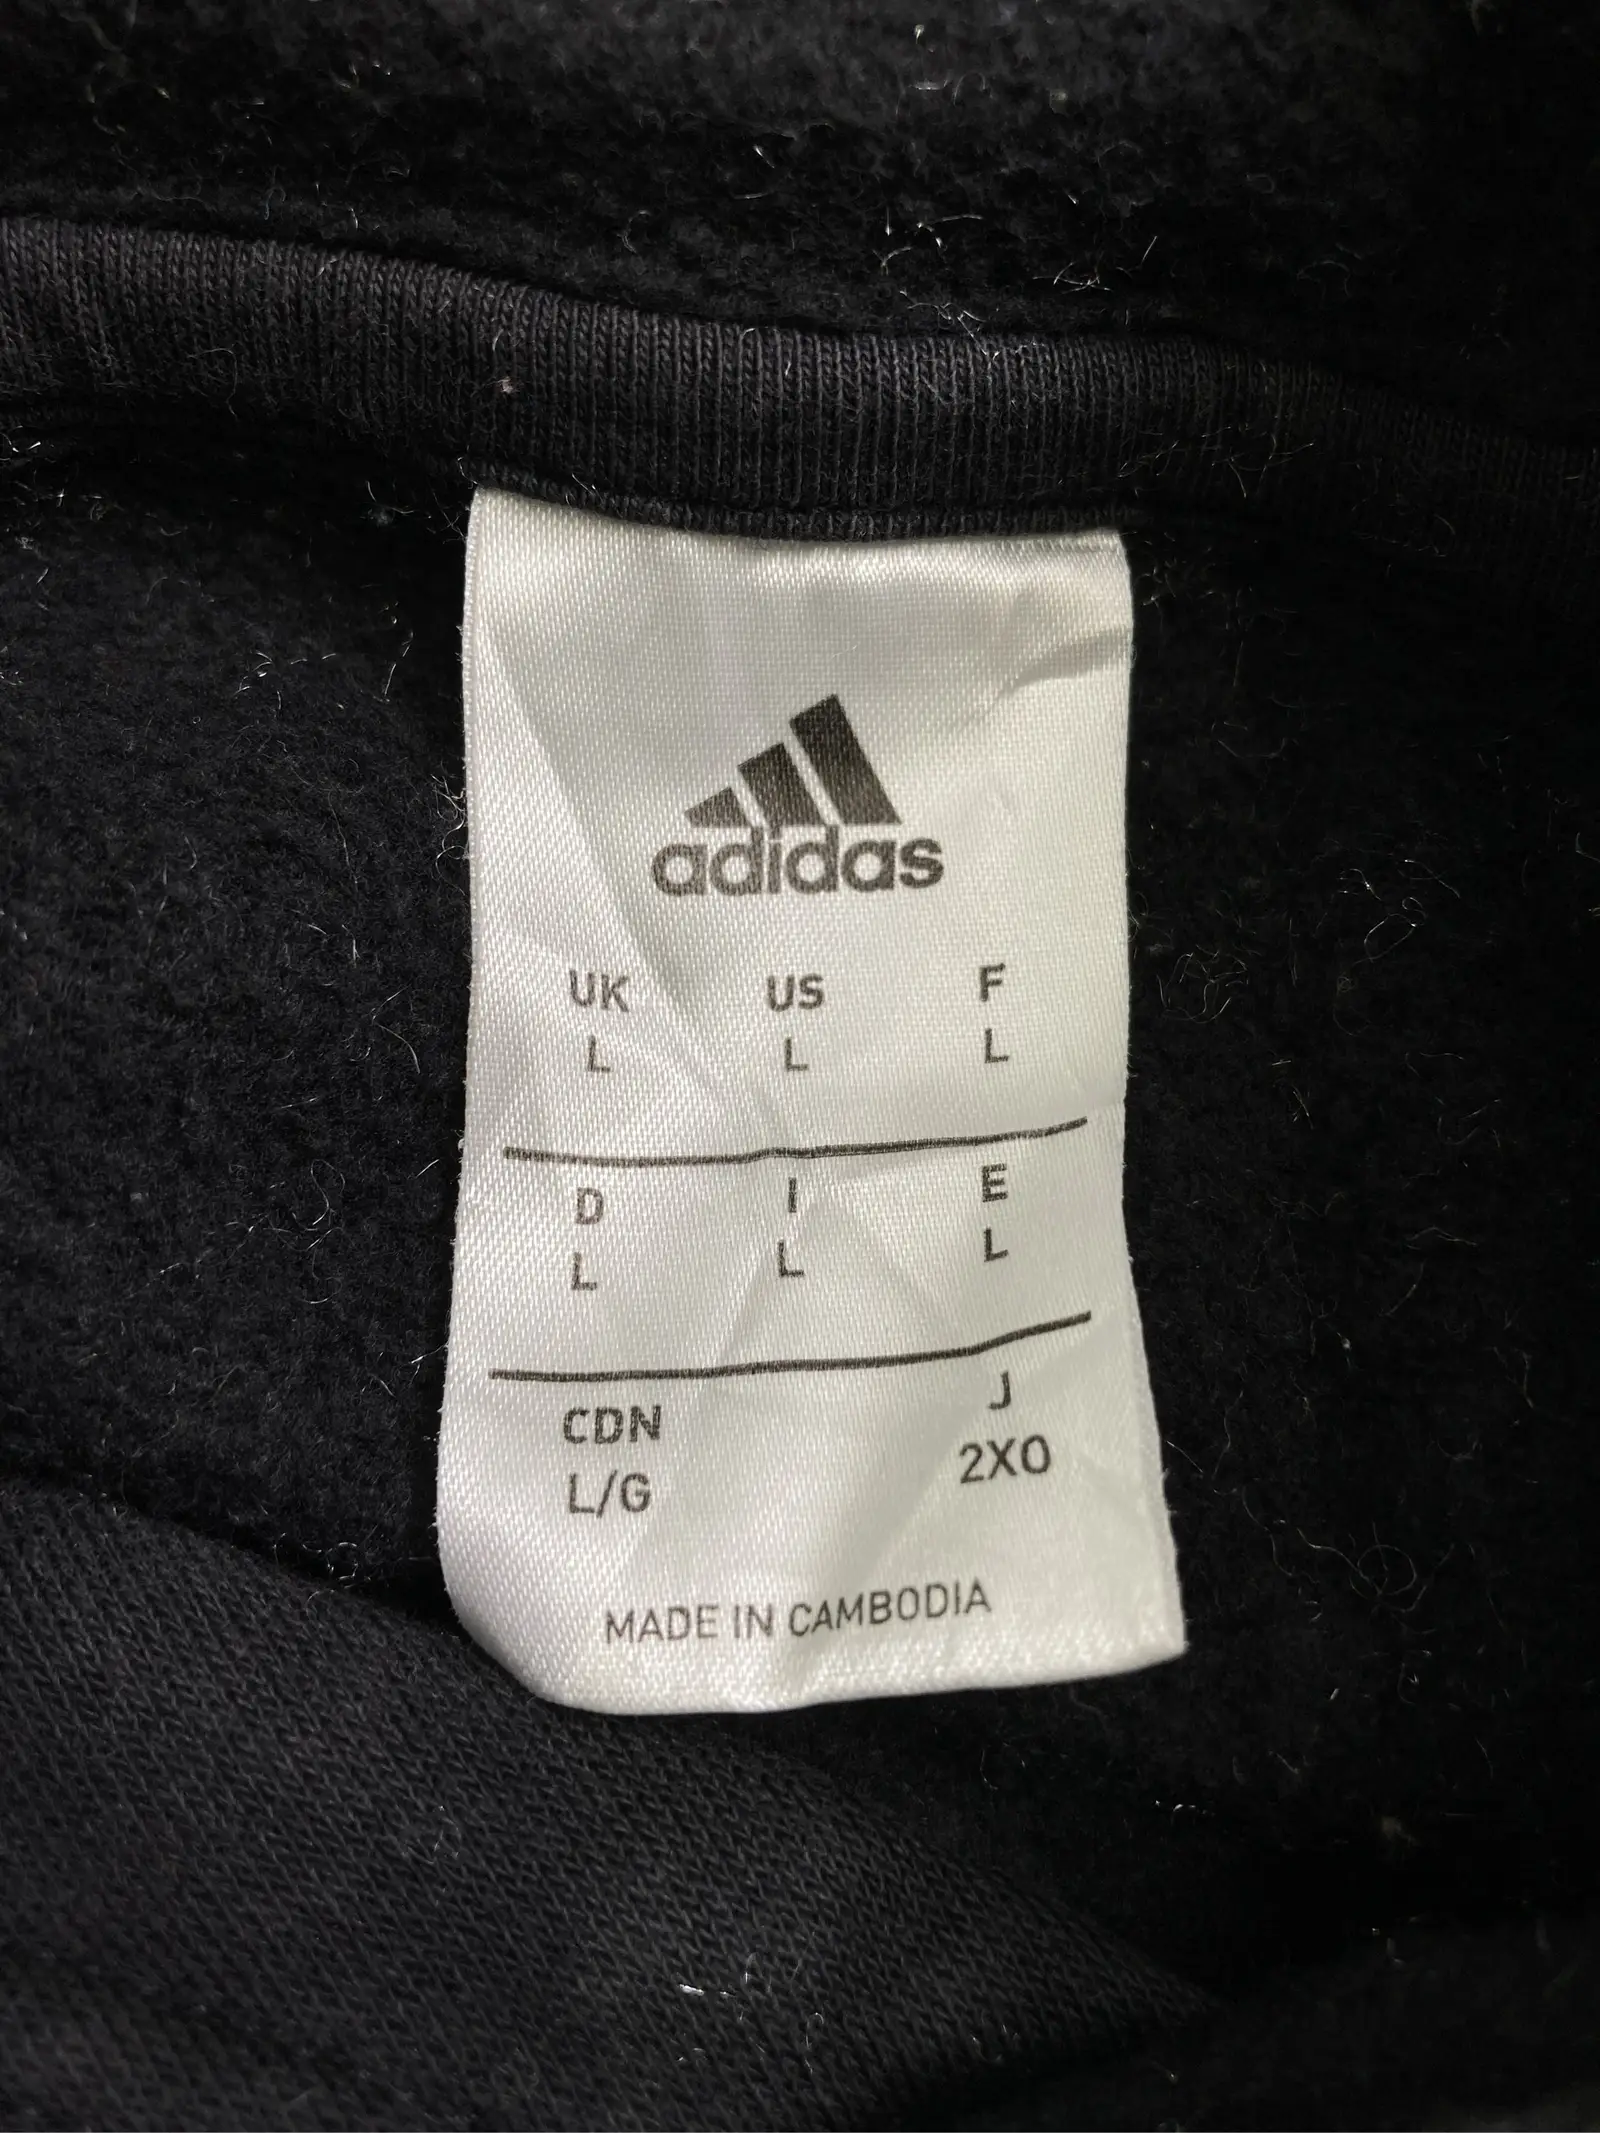 adidas
UK US F
L L L
D I E
L L L
CDN J
L/G 2XO
MADE IN CAMBODIA